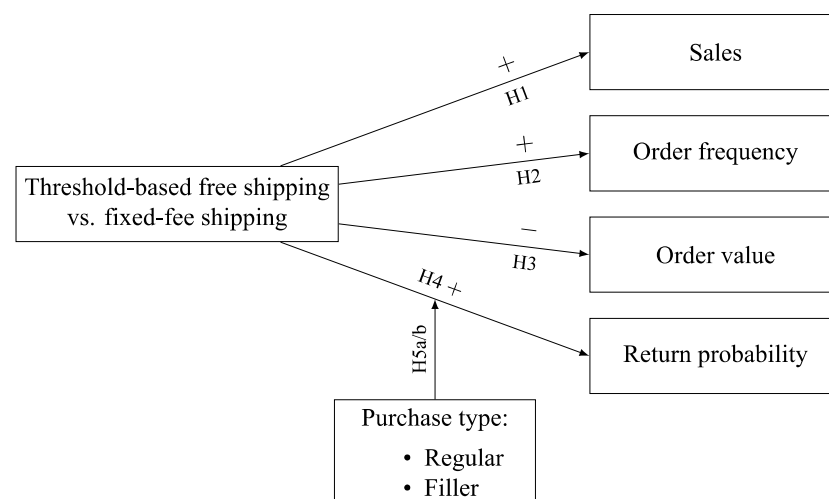 Sales
+
H1
Order frequency
+
H2
Threshold-based free shipping
vs. fixed-fee shipping
−
H3
Order value
H4 +
H5a/b
Return probability
Purchase type:
• Regular
• Filler